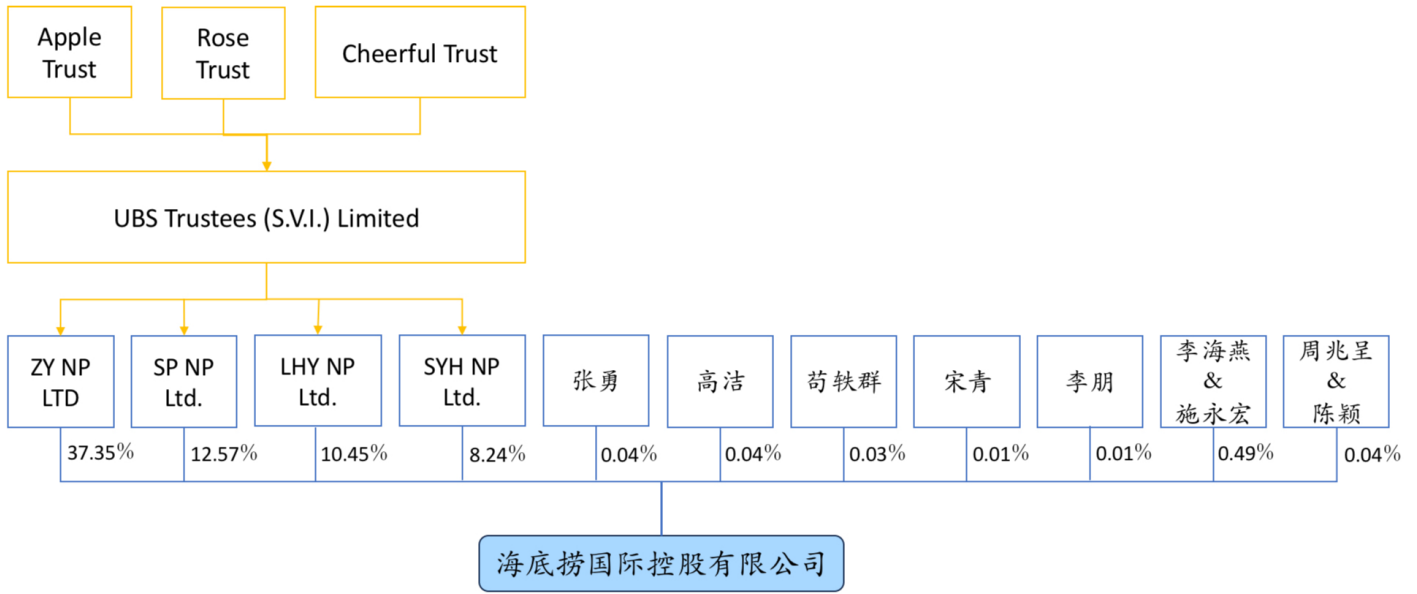 Apple
Trust
Rose
Trust
Cheerful Trust
UBS Trustees (S.V.I.) Limited
ZY NP
LTD
SP NP
Ltd.
LHY NP
Ltd.
SYH NP
Ltd.
张勇
高洁
苟轶群
宋青
李朋
李海燕
&
施永宏
周兆呈
&
陈颖
37.35%
12.57%
10.45%
8.24%
0.04%
0.04%
0.03%
0.01%
0.01%
0.49%
0.04%
海底捞国际控股有限公司